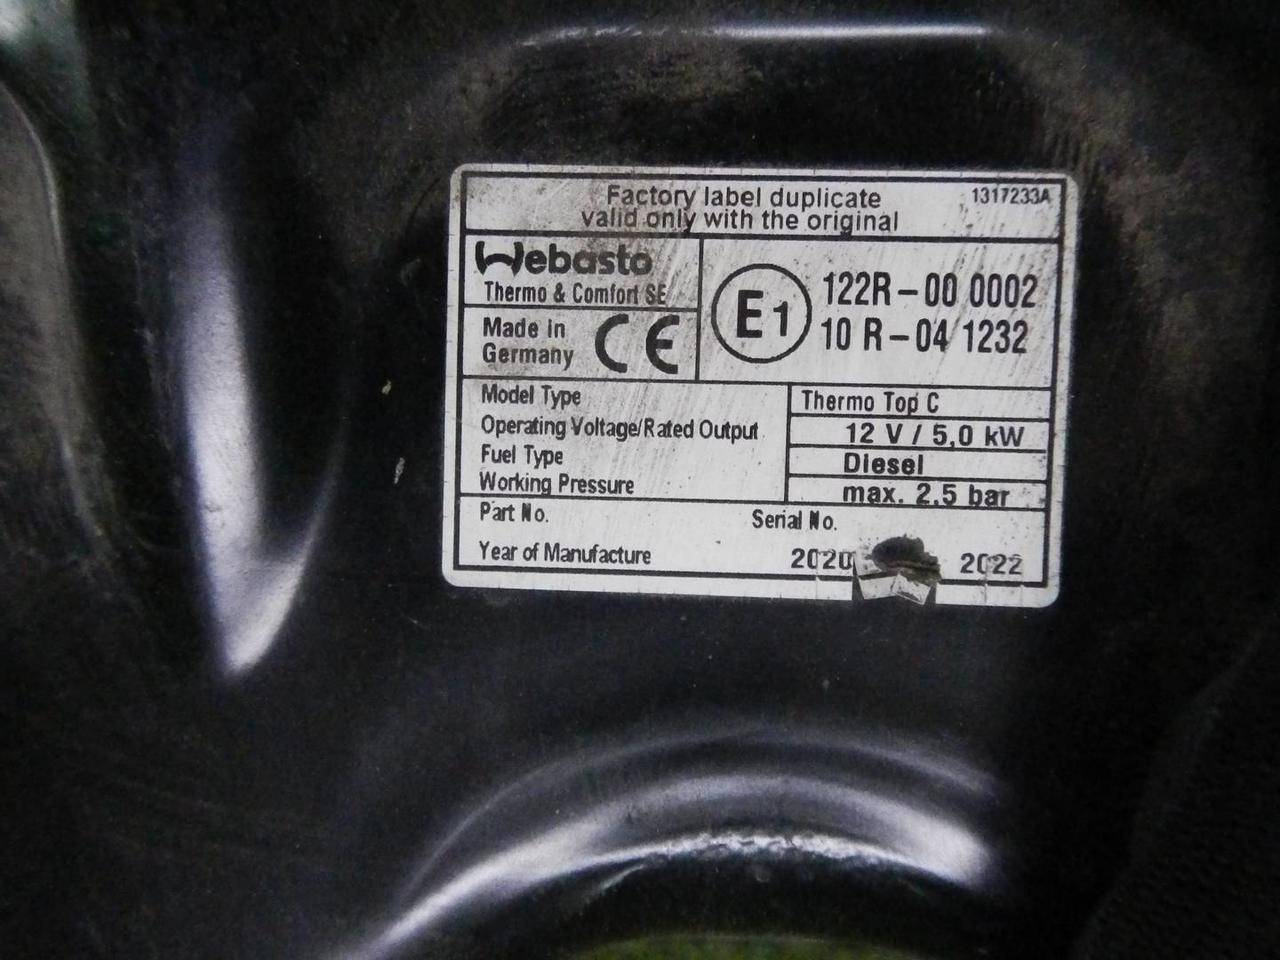 Factory label duplicate
valid only with the original
1317233A
Webasto
Thermo & Comfort SE
Made in
Germany
CE
E1
122R-00 0002
10 R-04 1232
Model Type Thermo Top C
Operating Voltage/Rated Output 12 V / 5,0 kW
Fuel Type Diesel
Working Pressure max. 2,5 bar
Part No. Serial No.
Year of Manufacture 2020 2022